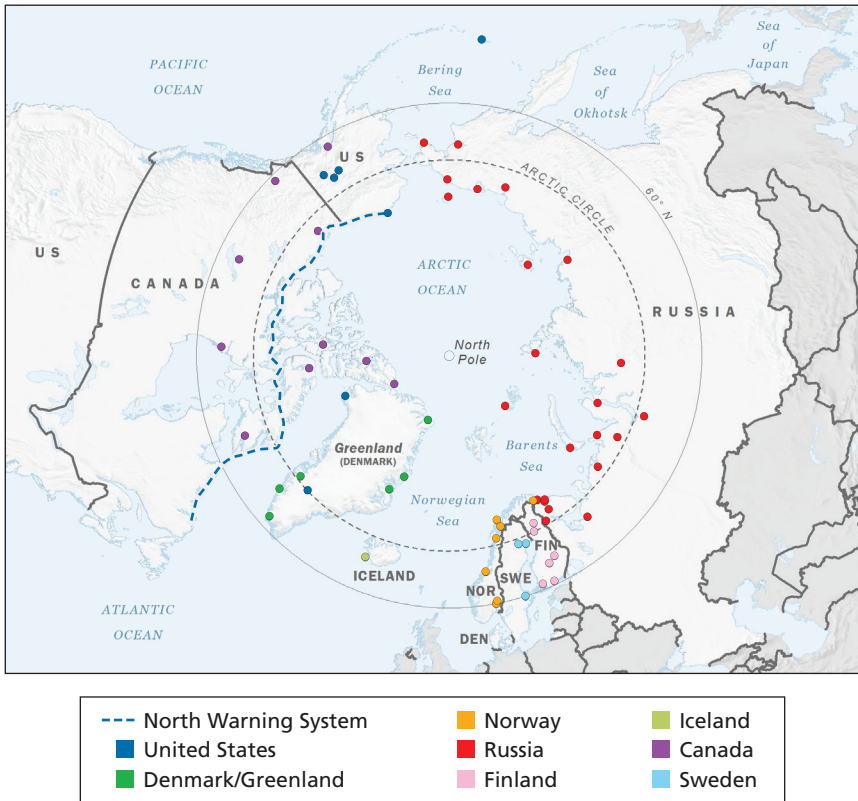 PACIFIC
OCEAN
Bering
Sea
Sea
of
Okhotsk
Sea
of
Japan
US
ARCTIC CIRCLE
60° N
US
CANADA
ARCTIC
OCEAN
RUSSIA
North
Pole
Greenland
(DENMARK)
Barents
Sea
Norwegian
Sea
ICELAND
FIN
SWE
NOR
DEN
ATLANTIC
OCEAN
North Warning System
United States
Denmark/Greenland
Norway
Russia
Finland
Iceland
Canada
Sweden